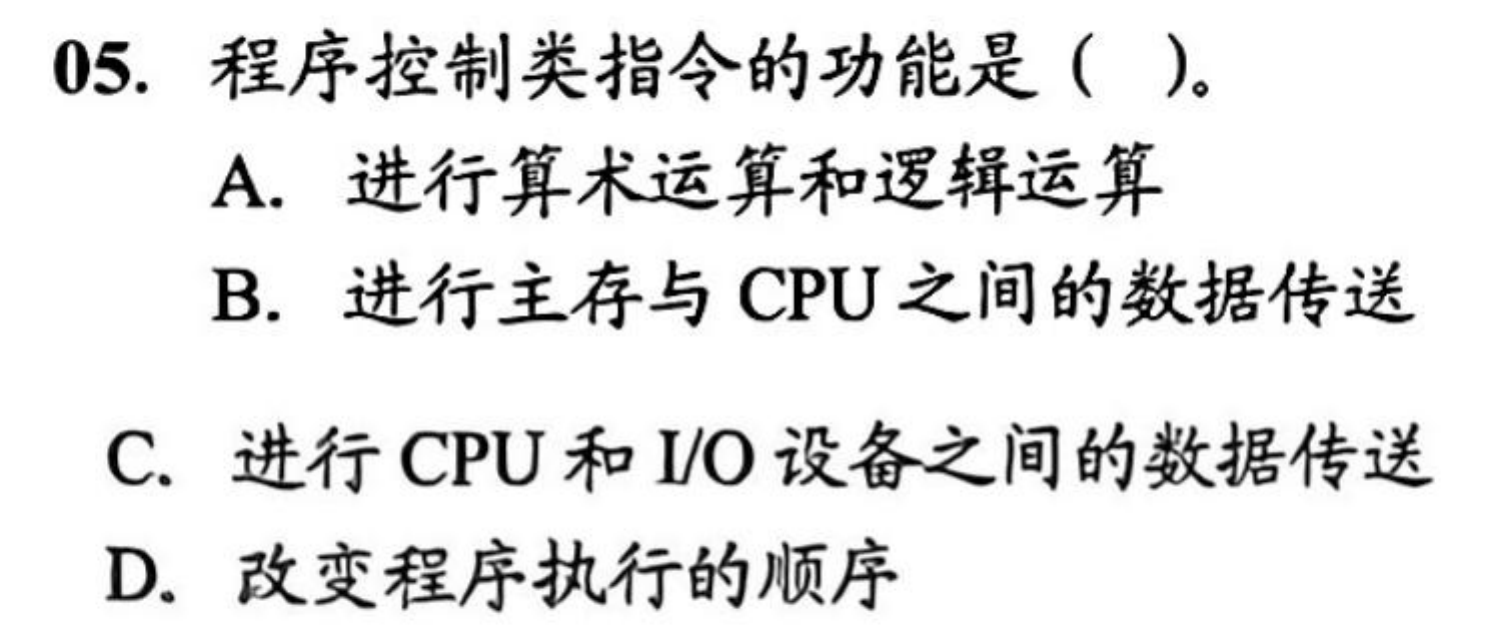 05. 程序控制类指令的功能是（ ）。
A. 进行算术运算和逻辑运算
B. 进行主存与 CPU 之间的数据传送
C. 进行 CPU 和 I/O 设备之间的数据传送
D. 改变程序执行的顺序